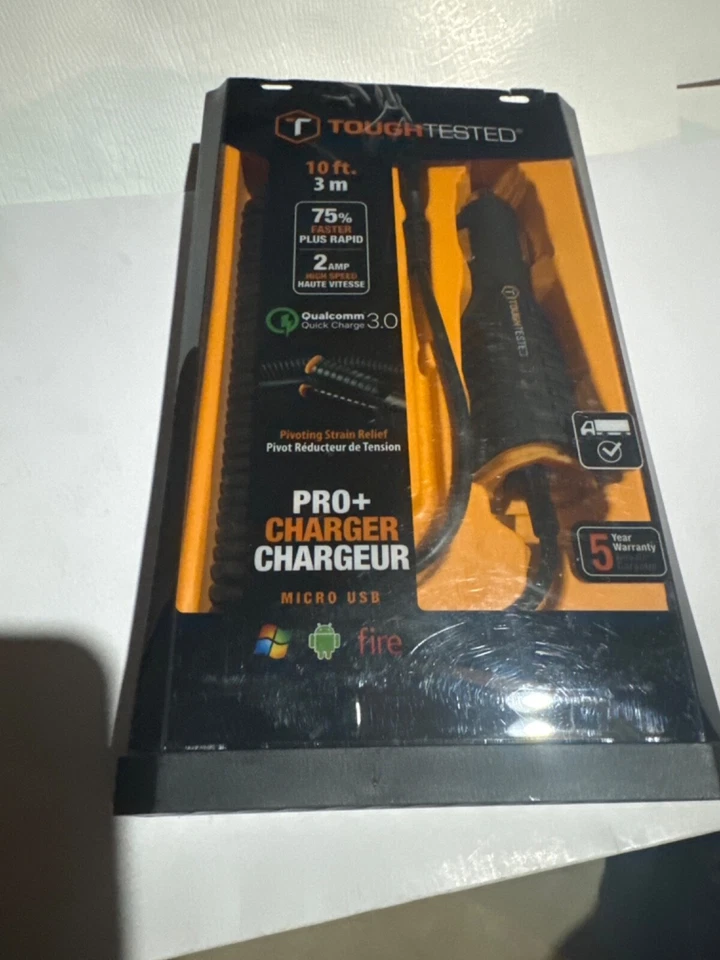 TOUGHTESTED®
10 ft.
3 m
75%
FASTER
PLUS RAPID
2 AMP
HIGH SPEED
HAUTE VITESSE
Qualcomm
Quick Charge 3.0
TOUGHTESTED
Pivoting Strain Relief
Pivot Réducteur de Tension
PRO+
CHARGER
CHARGEUR
MICRO USB
5 Year
Warranty
fire